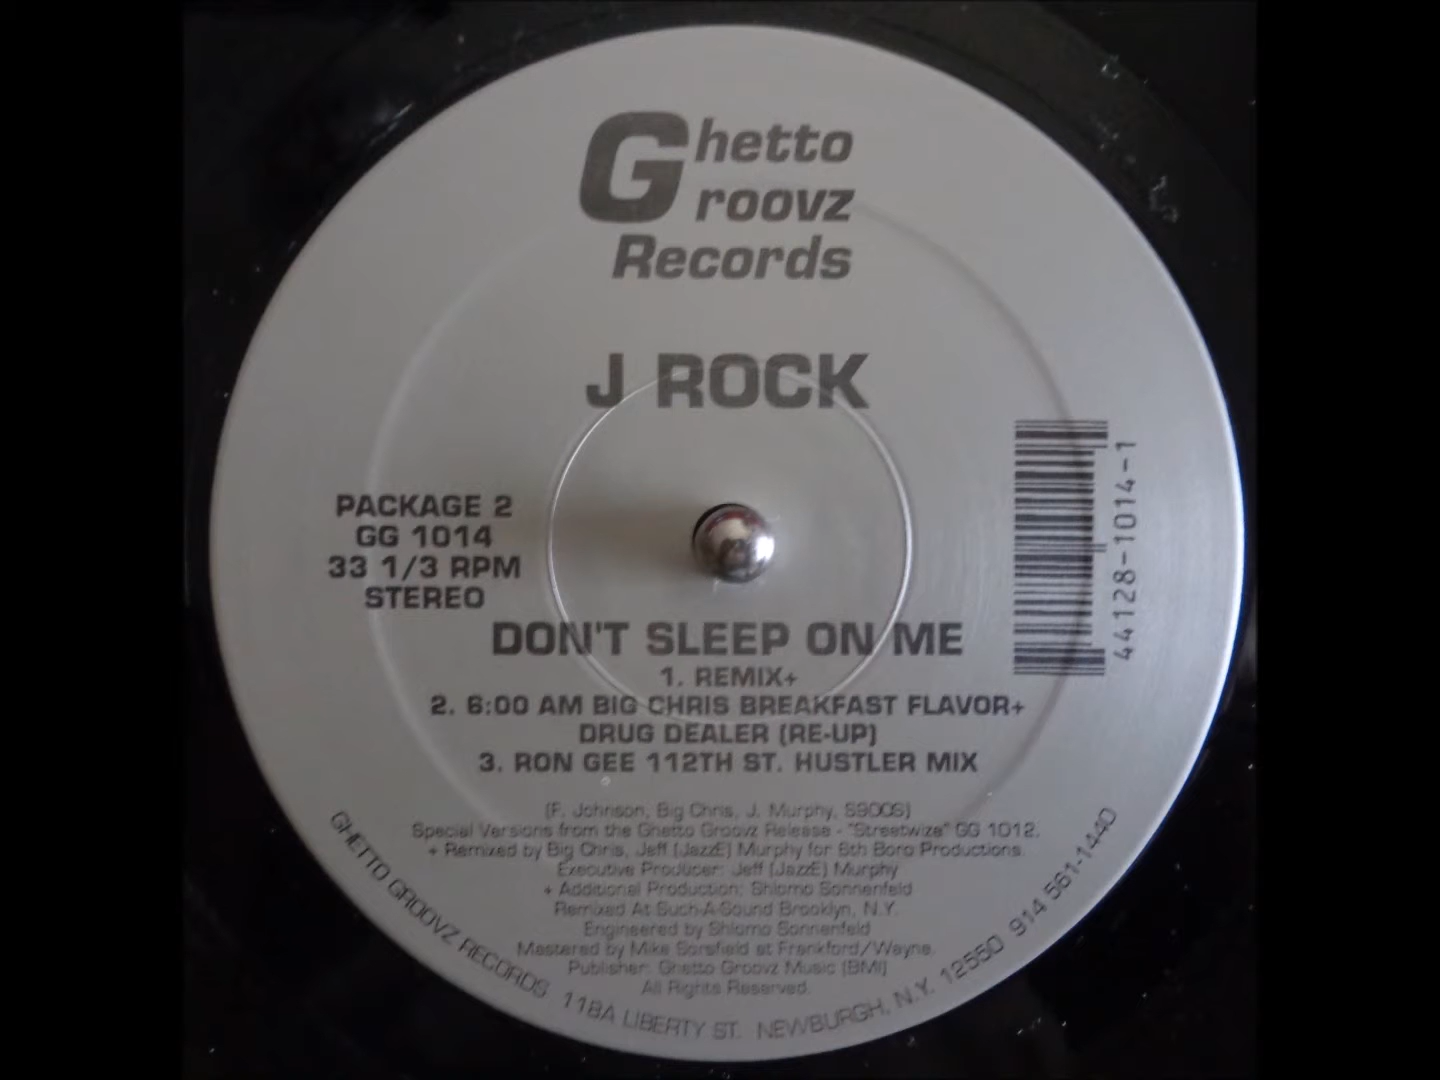 Ghetto
Groovz
Records
J ROCK
PACKAGE 2
GG 1014
33 1/3 RPM
STEREO
44128-1014-1
DON'T SLEEP ON ME
1. REMIX+
2. 6:00 AM BIG CHRIS BREAKFAST FLAVOR+
DRUG DEALER (RE-UP)
3. RON GEE 112TH ST. HUSTLER MIX
(F. Johnson, Big Chris, J. Murphy, S900S)
Special Versions from the Ghetto Groovz Release - "Streetwize" GG 1012.
+ Remixed by Big Chris, Jeff (JazzE) Murphy for 6th Boro Productions.
Executive Producer: Jeff (JazzE) Murphy
+ Additional Production: Shlomo Sonnenfeld
Remixed At Such-A-Sound Brooklyn, N.Y.
Engineered by Shlomo Sonnenfeld
Mastered by Mike Sarsfield at Frankford/Wayne.
Publisher: Ghetto Groovz Music (BMI)
All Rights Reserved.
GHETTO GROOVZ RECORDS 118A LIBERTY ST. NEWBURGH, N.Y. 12550 914 561-1440